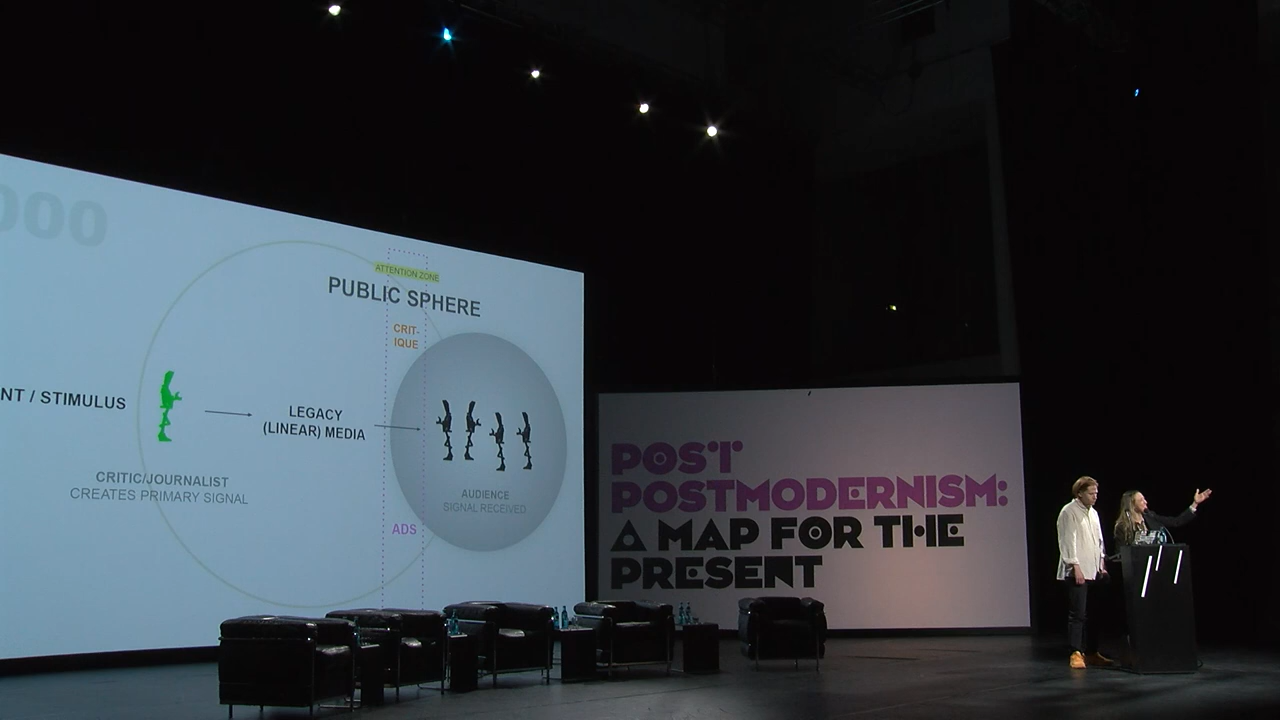 000
ATTENTION ZONE
PUBLIC SPHERE
CRIT-
IQUE
NT / STIMULUS
LEGACY
(LINEAR) MEDIA
CRITIC/JOURNALIST
CREATES PRIMARY SIGNAL
AUDIENCE
SIGNAL RECEIVED
ADS
POST
POSTMODERNISM:
A MAP FOR THE
PRESENT